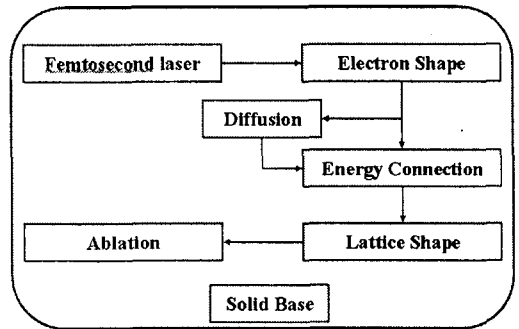 Femtosecond laser
Electron Shape
Diffusion
Energy Connection
Ablation
Lattice Shape
Solid Base